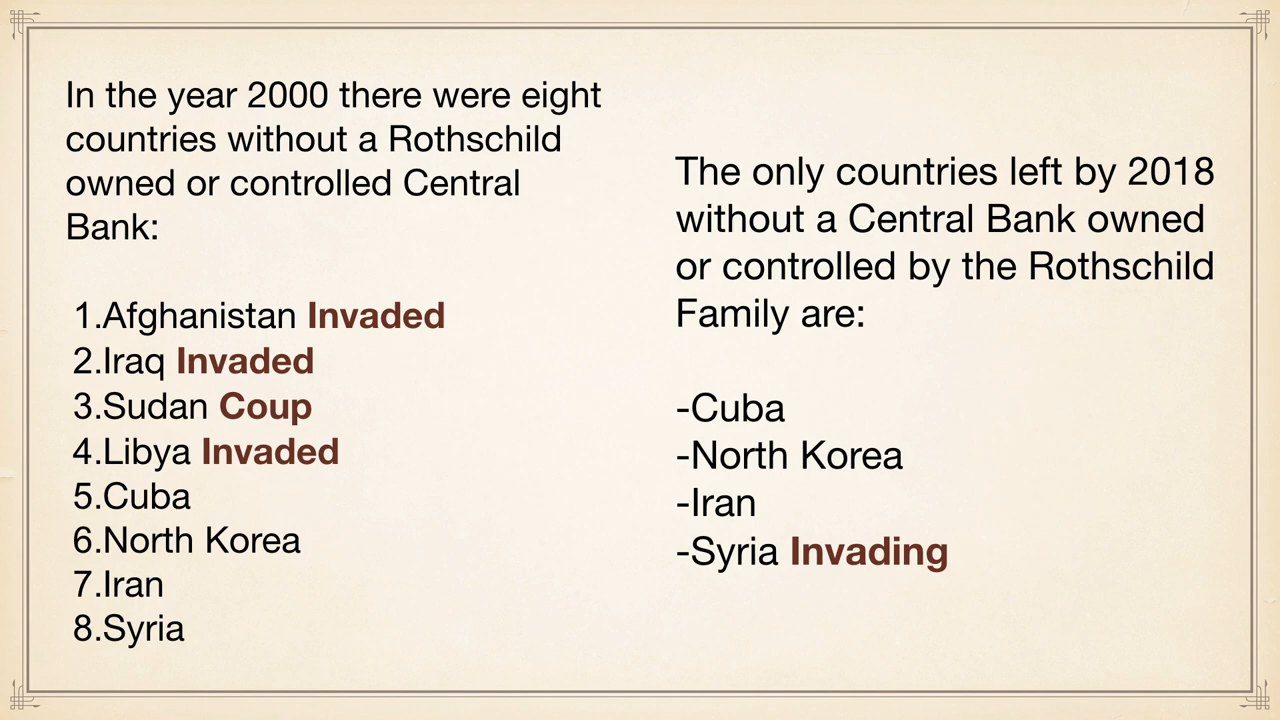 In the year 2000 there were eight
countries without a Rothschild
owned or controlled Central
Bank:
1.Afghanistan Invaded
2.Iraq Invaded
3.Sudan Coup
4.Libya Invaded
5.Cuba
6.North Korea
7.Iran
8.Syria
The only countries left by 2018
without a Central Bank owned
or controlled by the Rothschild
Family are:
-Cuba
-North Korea
-Iran
-Syria Invading